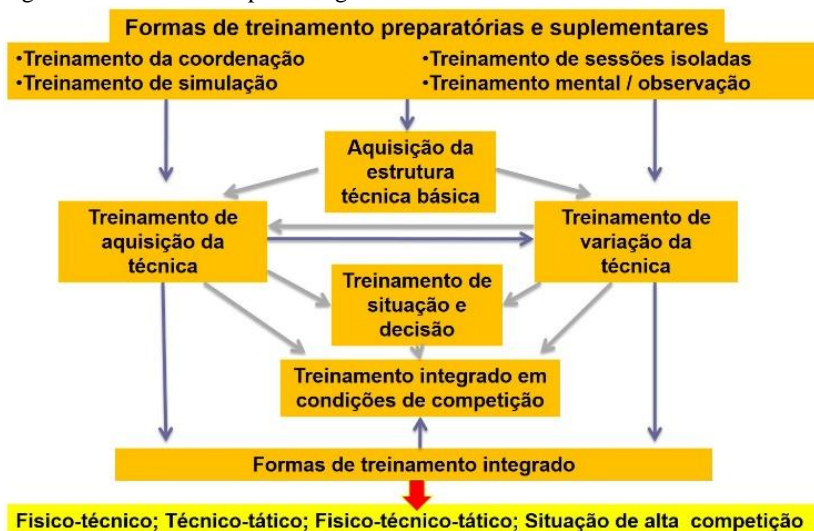 Formas de treinamento preparatórias e suplementares
•Treinamento da coordenação
•Treinamento de simulação
•Treinamento de sessões isoladas
•Treinamento mental / observação
Aquisição da
estrutura
técnica básica
Treinamento de
aquisição da
técnica
Treinamento de
variação da
técnica
Treinamento de
situação e
decisão
Treinamento integrado em
condições de competição
Formas de treinamento integrado
Fisico-técnico; Técnico-tático; Fisico-técnico-tático; Situação de alta competição